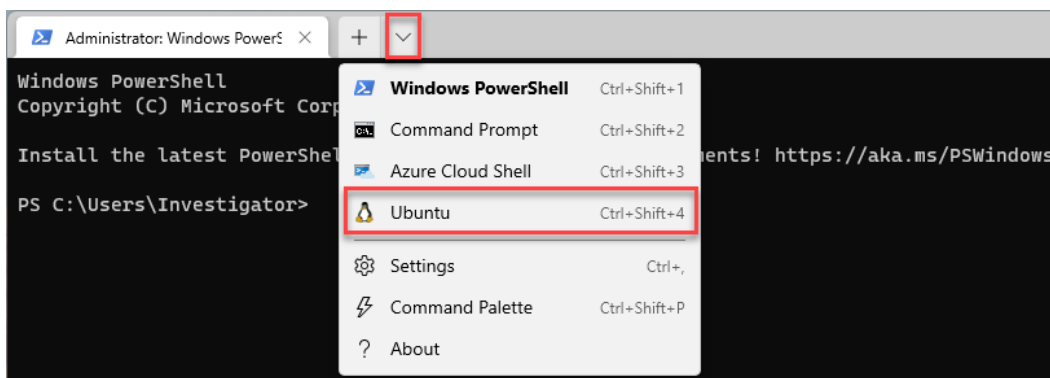 Administrator: Windows PowerS
Windows PowerShell
Copyright (C) Microsoft Corp
Install the latest PowerShel
ents! https://aka.ms/PSWindows
PS C:\Users\Investigator>
Windows PowerShell Ctrl+Shift+1
Command Prompt Ctrl+Shift+2
Azure Cloud Shell Ctrl+Shift+3
Ubuntu Ctrl+Shift+4
Settings Ctrl+,
Command Palette Ctrl+Shift+P
About